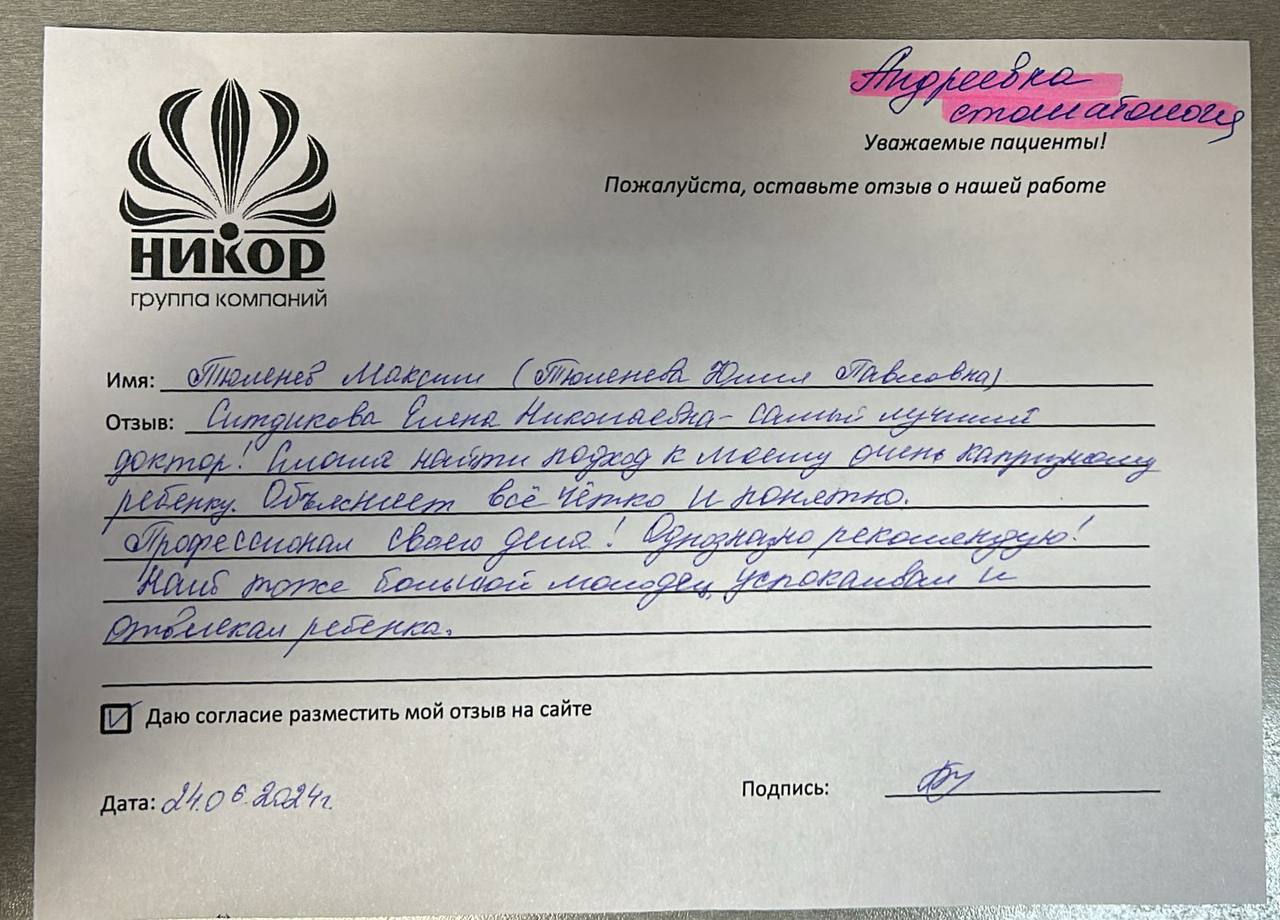 Андреевка
стоматология
Уважаемые пациенты!
Пожалуйста, оставьте отзыв о нашей работе
НИКОР
группа компаний
Имя: Тюленев Максим (Тюленева Юлия Павловна)
Отзыв: Ситдикова Елена Николаевна - самый лучший
доктор! Смогла найти подход к моему очень капризному
ребенку. Объясняет всё чётко и понятно.
Профессионал своего дела! Однозначно рекомендую!
Наиб тоже большой молодец, успокаивал и
отвлекал ребенка.
Даю согласие разместить мой отзыв на сайте
Дата: 24.06.2024г.
Подпись: